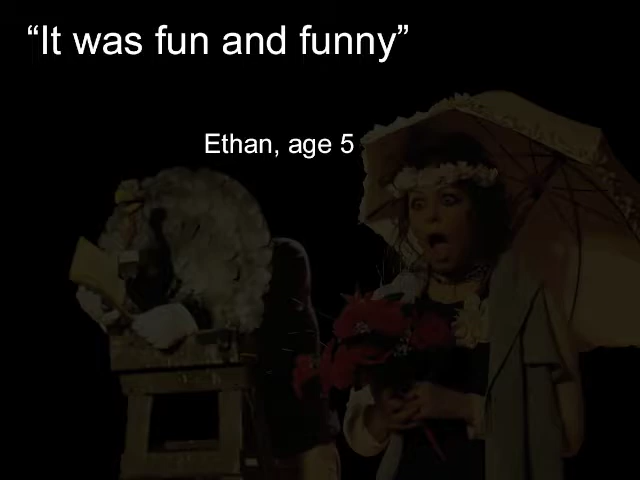 “It was fun and funny”
Ethan, age 5